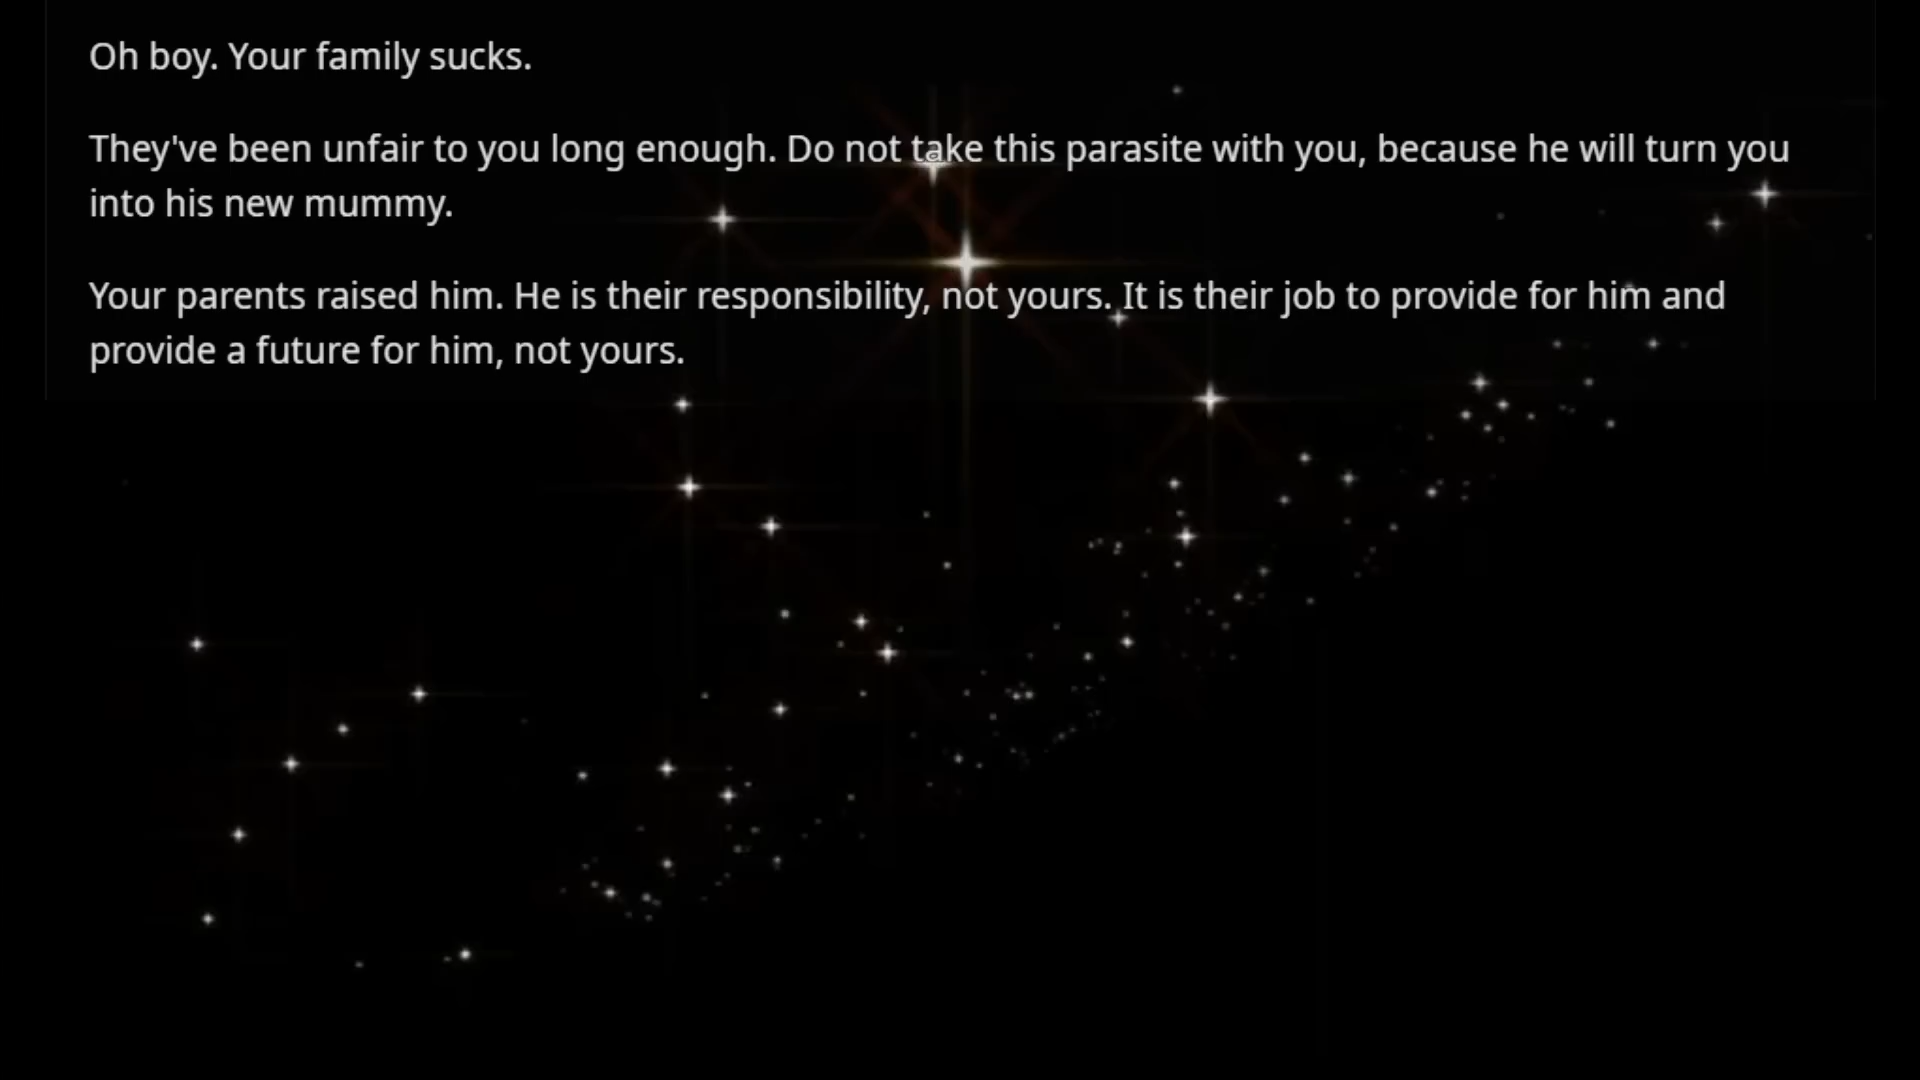 Oh boy. Your family sucks.
They've been unfair to you long enough. Do not take this parasite with you, because he will turn you
into his new mummy.
Your parents raised him. He is their responsibility, not yours. It is their job to provide for him and
provide a future for him, not yours.